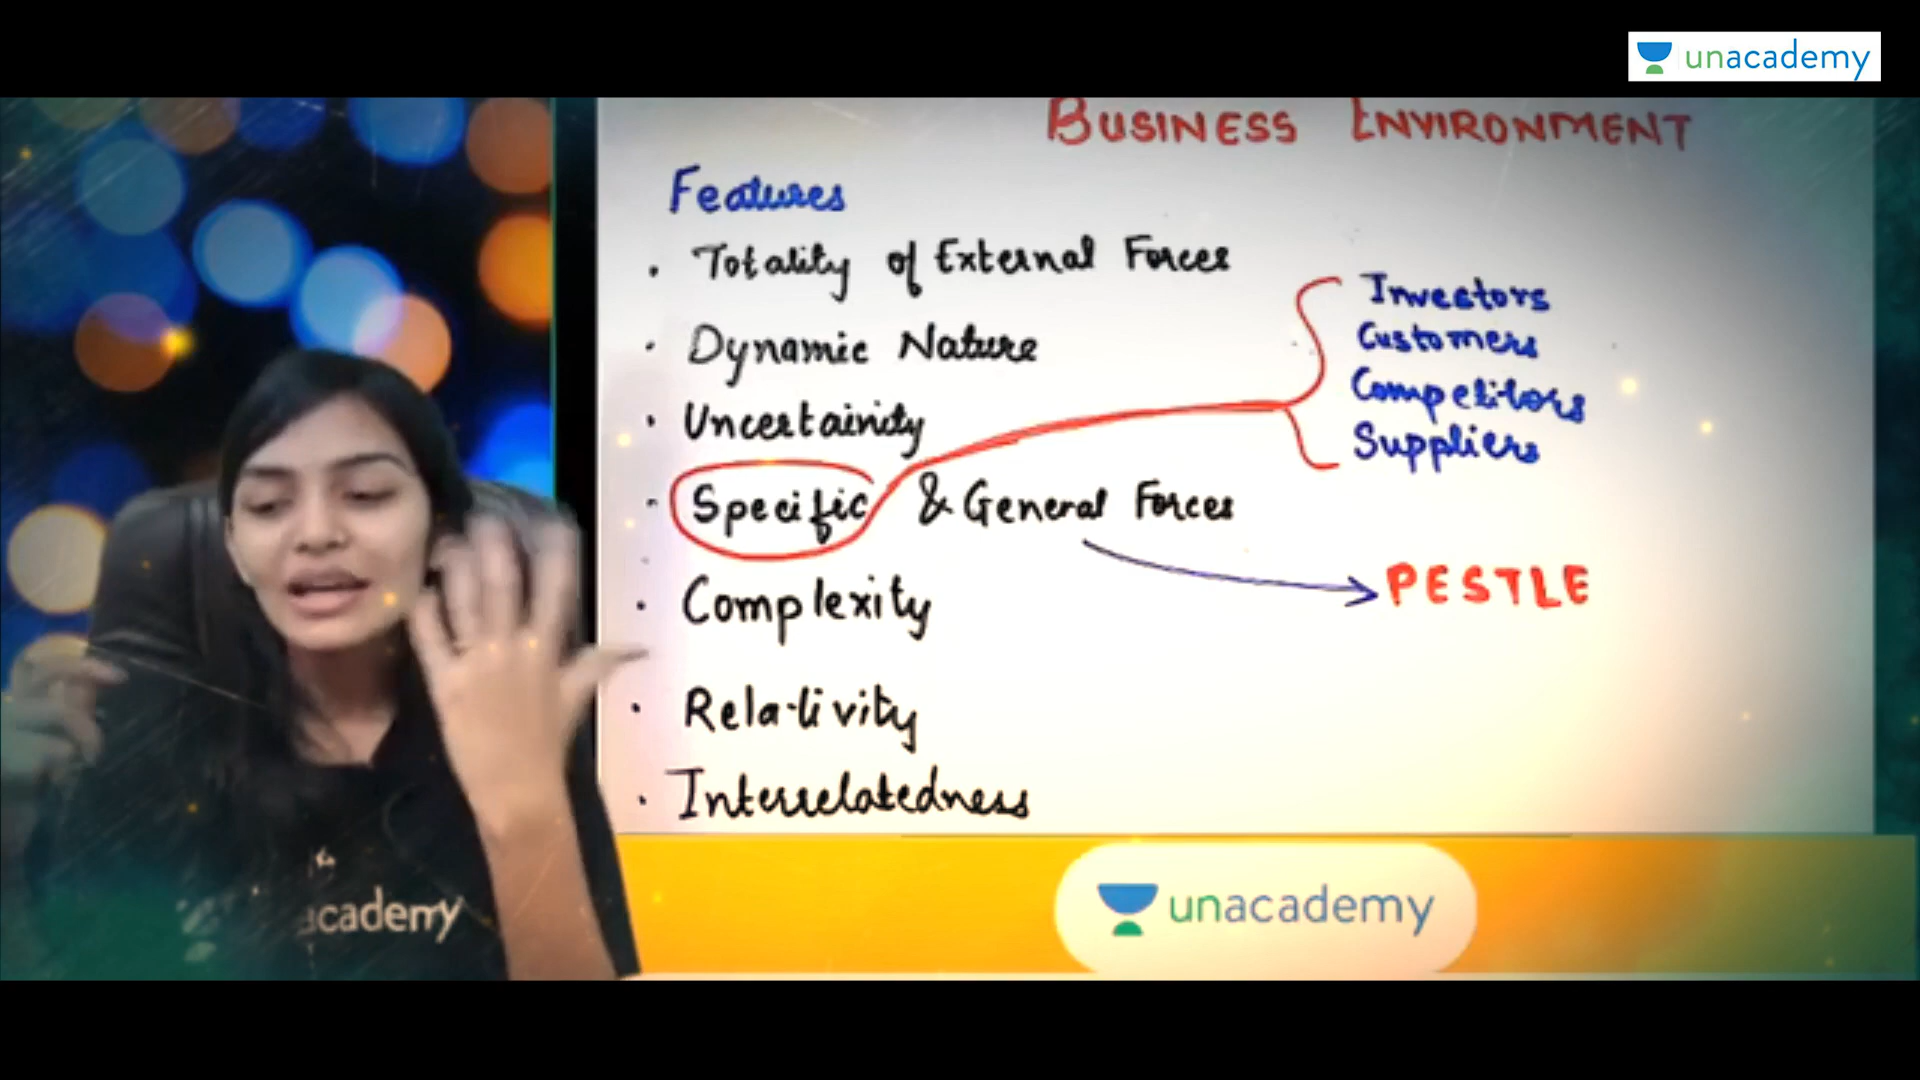 unacademy
BUSINESS ENVIRONMENT
Features
• Totality of External Forces
• Dynamic Nature
• Uncertainity
• Specific & General Forces
• Complexity
• Relativity
• Interrelatedness
Investors
Customers
Competitors
Suppliers
PESTLE
academy
unacademy